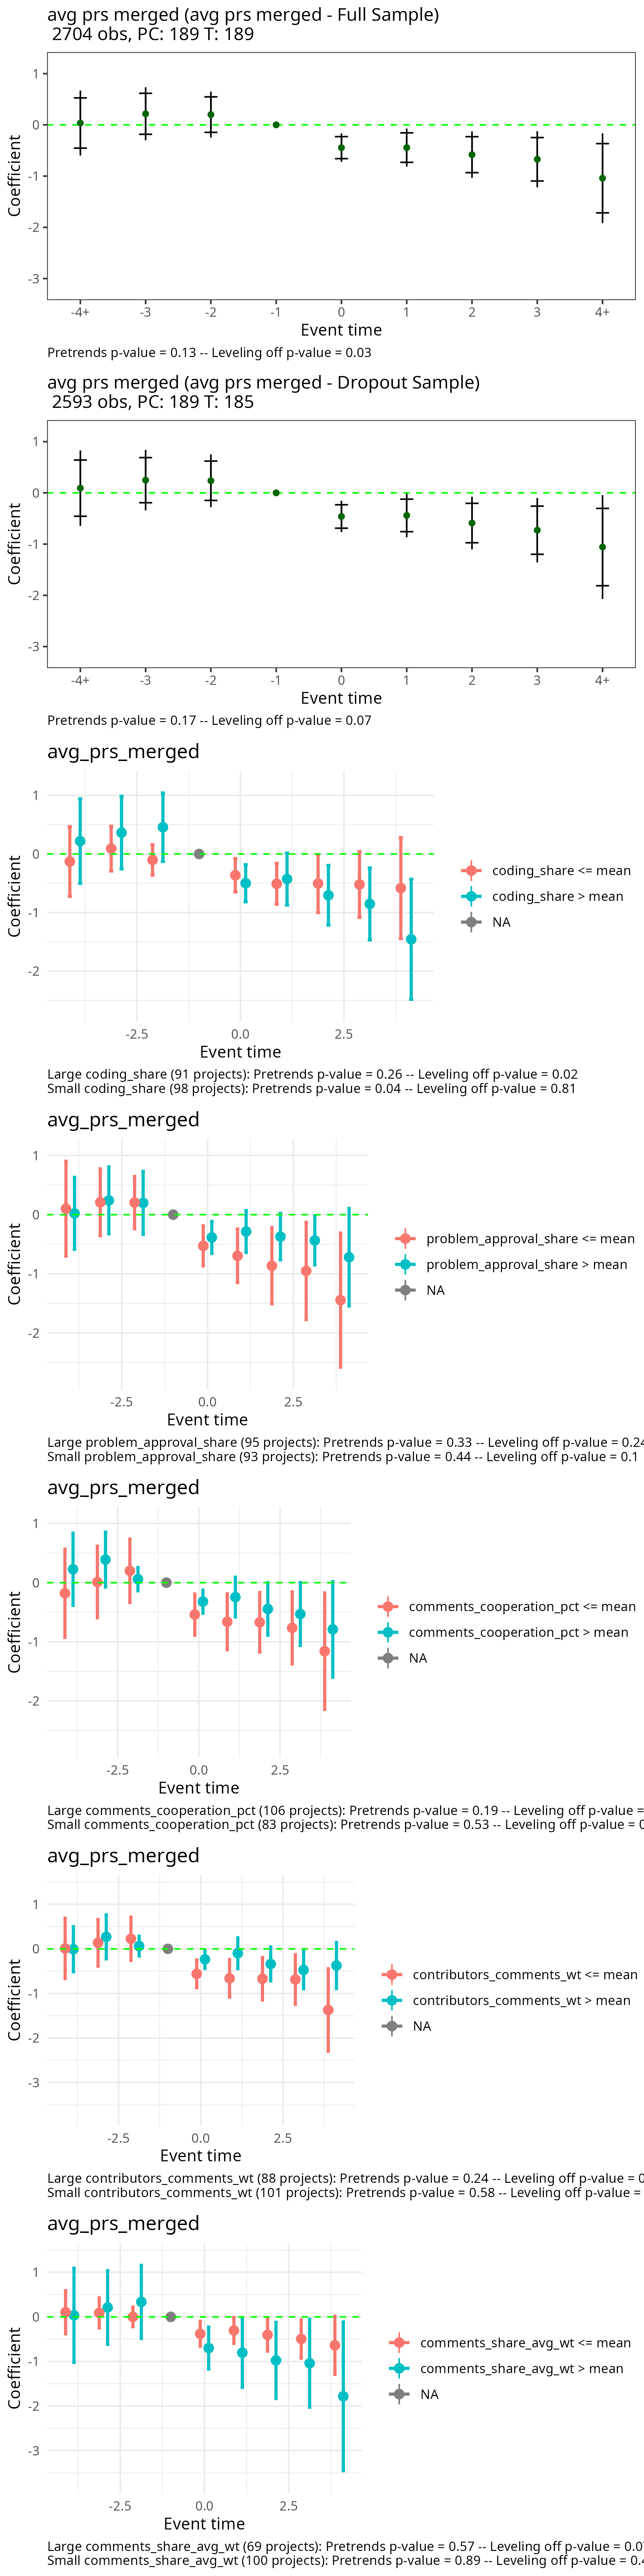 avg prs merged (avg prs merged - Full Sample)
2704 obs, PC: 189 T: 189
1
0
-1
-2
-3
Coefficient
-4+ -3 -2 -1 0 1 2 3 4+
Event time
Pretrends p-value = 0.13 -- Leveling off p-value = 0.03
avg prs merged (avg prs merged - Dropout Sample)
2593 obs, PC: 189 T: 185
1
0
-1
-2
-3
Coefficient
-4+ -3 -2 -1 0 1 2 3 4+
Event time
Pretrends p-value = 0.17 -- Leveling off p-value = 0.07
avg_prs_merged
1
0
-1
-2
Coefficient
-2.5 0.0 2.5
Event time
coding_share <= mean
coding_share > mean
NA
Large coding_share (91 projects): Pretrends p-value = 0.26 -- Leveling off p-value = 0.02
Small coding_share (98 projects): Pretrends p-value = 0.04 -- Leveling off p-value = 0.81
avg_prs_merged
1
0
-1
-2
Coefficient
-2.5 0.0 2.5
Event time
problem_approval_share <= mean
problem_approval_share > mean
NA
Large problem_approval_share (95 projects): Pretrends p-value = 0.33 -- Leveling off p-value = 0.24
Small problem_approval_share (93 projects): Pretrends p-value = 0.44 -- Leveling off p-value = 0.1
avg_prs_merged
1
0
-1
-2
Coefficient
-2.5 0.0 2.5
Event time
comments_cooperation_pct <= mean
comments_cooperation_pct > mean
NA
Large comments_cooperation_pct (106 projects): Pretrends p-value = 0.19 -- Leveling off p-value =
Small comments_cooperation_pct (83 projects): Pretrends p-value = 0.53 -- Leveling off p-value =
avg_prs_merged
1
0
-1
-2
-3
Coefficient
-2.5 0.0 2.5
Event time
contributors_comments_wt <= mean
contributors_comments_wt > mean
NA
Large contributors_comments_wt (88 projects): Pretrends p-value = 0.24 -- Leveling off p-value =
Small contributors_comments_wt (101 projects): Pretrends p-value = 0.58 -- Leveling off p-value =
avg_prs_merged
1
0
-1
-2
-3
Coefficient
-2.5 0.0 2.5
Event time
comments_share_avg_wt <= mean
comments_share_avg_wt > mean
NA
Large comments_share_avg_wt (69 projects): Pretrends p-value = 0.57 -- Leveling off p-value =
Small comments_share_avg_wt (100 projects): Pretrends p-value = 0.89 -- Leveling off p-value =